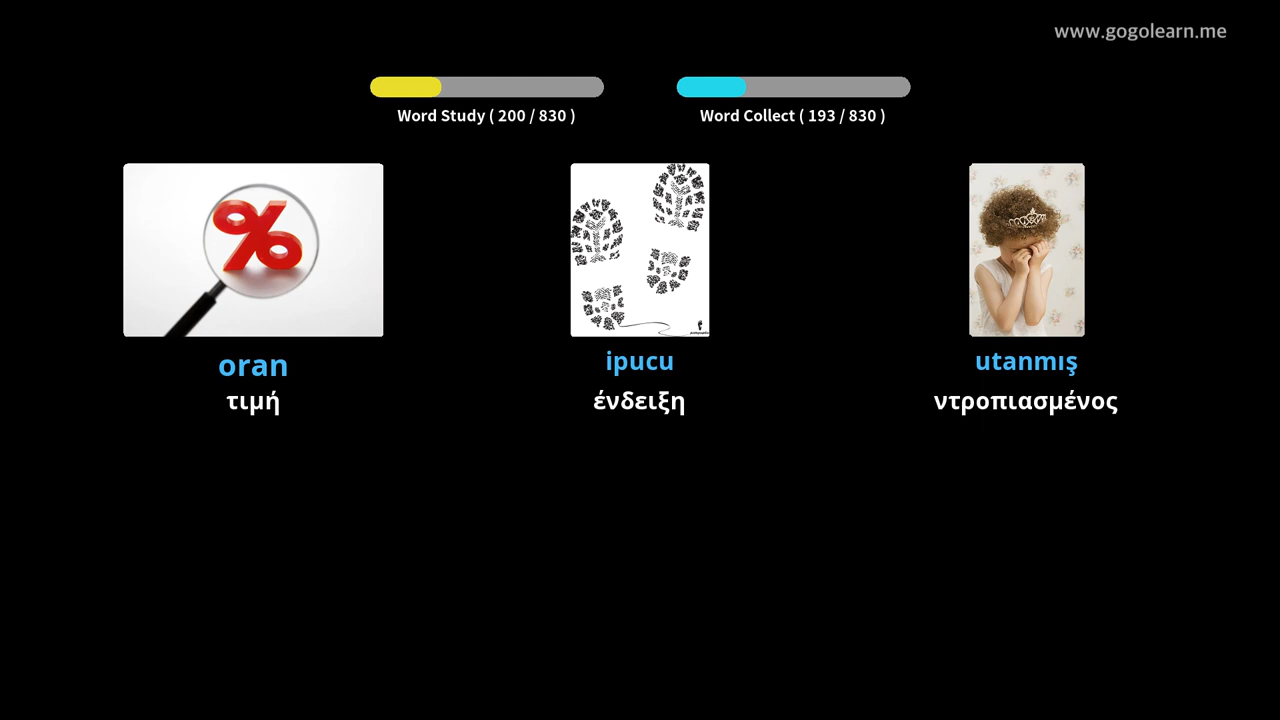 www.gogolearn.me
Word Study ( 200 / 830 )
Word Collect ( 193 / 830 )
%
oran
ipucu
utanmış
τιμή
ένδειξη
ντροπιασμένος